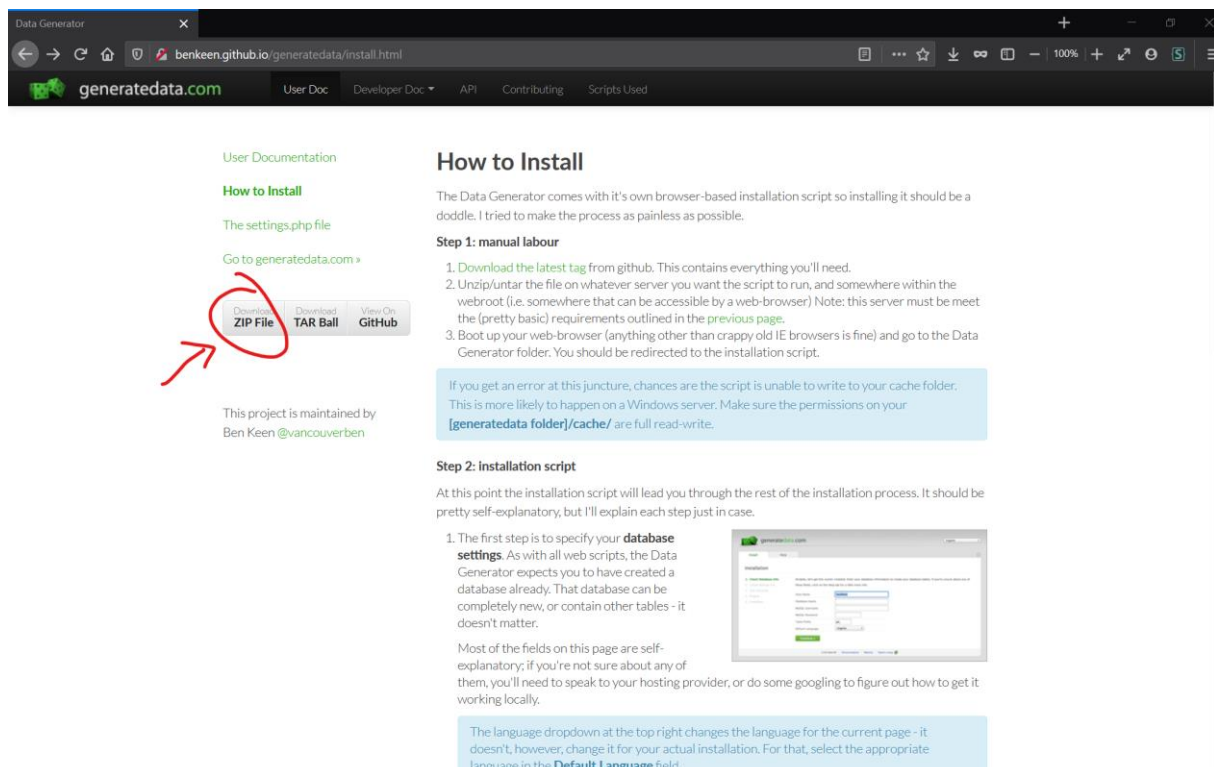 Data Generator
benkeen.github.io/generatedata/install.html
100%
generatedata.com
User Doc
Developer Doc
API
Contributing
Scripts Used
User Documentation
How to Install
The settings.php file
Go to generatedata.com »
Download ZIP File
Download TAR Ball
View On GitHub
This project is maintained by
Ben Keen @vancouverben
How to Install
The Data Generator comes with it's own browser-based installation script so installing it should be a
doddle. I tried to make the process as painless as possible.
Step 1: manual labour
1. Download the latest tag from github. This contains everything you'll need.
2. Unzip/untar the file on whatever server you want the script to run, and somewhere within the
webroot (i.e. somewhere that can be accessible by a web-browser) Note: this server must be meet
the (pretty basic) requirements outlined in the previous page.
3. Boot up your web-browser (anything other than crappy old IE browsers is fine) and go to the Data
Generator folder. You should be redirected to the installation script.
If you get an error at this juncture, chances are the script is unable to write to your cache folder.
This is more likely to happen on a Windows server. Make sure the permissions on your
[generatedata folder]/cache/ are full read-write.
Step 2: installation script
At this point the installation script will lead you through the rest of the installation process. It should be
pretty self-explanatory, but I'll explain each step just in case.
1. The first step is to specify your database
settings. As with all web scripts, the Data
Generator expects you to have created a
database already. That database can be
completely new, or contain other tables - it
doesn't matter.
Most of the fields on this page are self-
explanatory; if you're not sure about any of
them, you'll need to speak to your hosting provider, or do some googling to figure out how to get it
working locally.
generatedata.com
Installation
The language dropdown at the top right changes the language for the current page - it
doesn't, however, change it for your actual installation. For that, select the appropriate
language in the Default Language field.